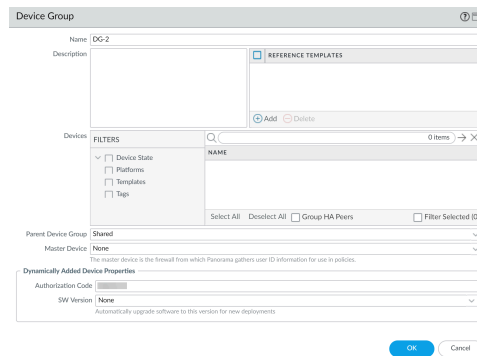 Device Group
Name DG-2
Description
REFERENCE TEMPLATES
Add Delete
Devices
FILTERS
0 items
NAME
Device State
Platforms
Templates
Tags
Select All Deselect All Group HA Peers Filter Selected (0
Parent Device Group Shared
Master Device None
The master device is the firewall from which Panorama gathers user ID information for use in policies.
Dynamically Added Device Properties
Authorization Code
SW Version None
Automatically upgrade software to this version for new deployments
OK Cancel